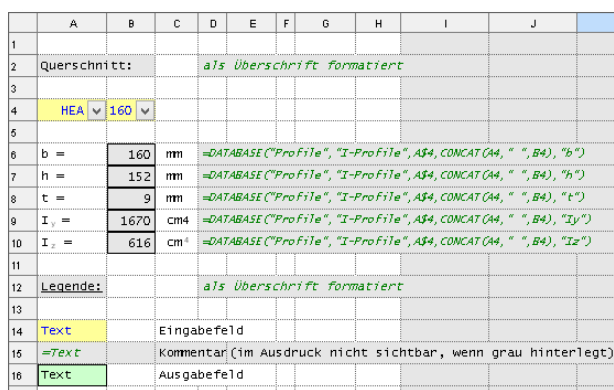 A B C D E F G H I J
1
2 Querschnitt: als Überschrift formatiert
3
4 HEA 160
5
6 b = 160 mm =DATABASE("Profile", "I-Profile",A$4,CONCAT(A4, " ",B4), "b")
7 h = 152 mm =DATABASE("Profile", "I-Profile",A$4,CONCAT(A4, " ",B4), "h")
8 t = 9 mm =DATABASE("Profile", "I-Profile",A$4,CONCAT(A4, " ",B4), "t")
9 Iy = 1670 cm4 =DATABASE("Profile", "I-Profile",A$4,CONCAT(A4, " ",B4), "Iy")
10 Iz = 616 cm⁴ =DATABASE("Profile", "I-Profile",A$4,CONCAT(A4, " ",B4), "Iz")
11
12 Legende: als Überschrift formatiert
13
14 Text Eingabefeld
15 =Text Kommentar (im Ausdruck nicht sichtbar, wenn grau hinterlegt)
16 Text Ausgabefeld